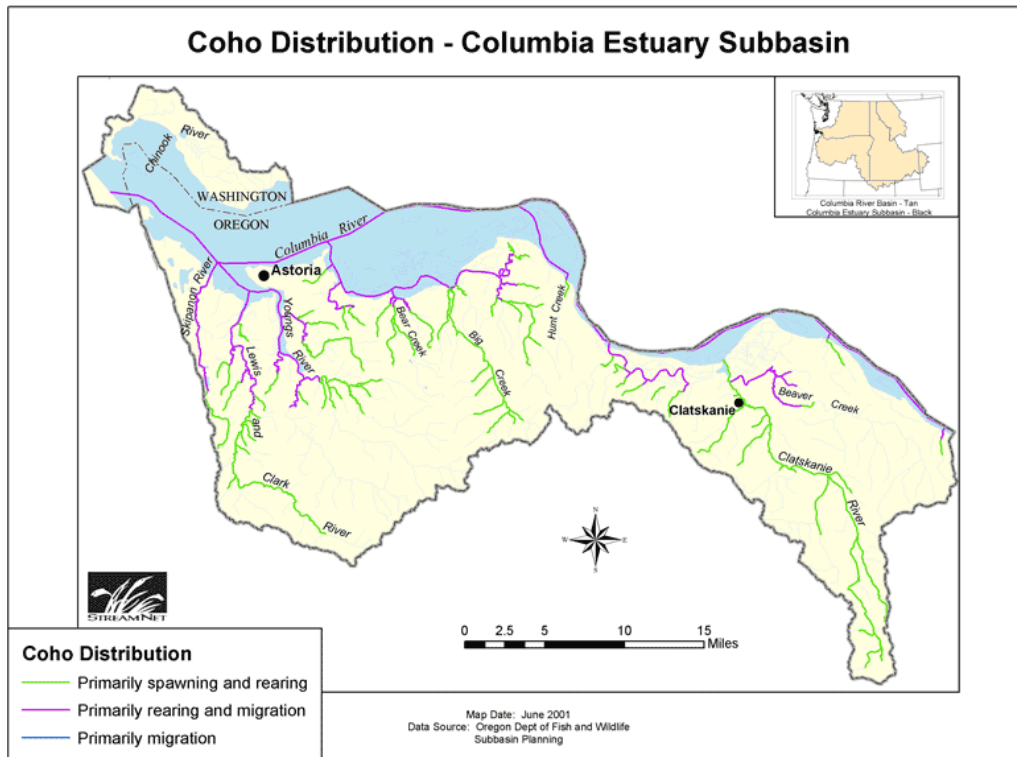 Coho Distribution - Columbia Estuary Subbasin
Chinook River
WASHINGTON
OREGON
Columbia River
Astoria
Skipanon River
Youngs River
Lewis and Clark River
Bear Creek
Big Creek
Hunt Creek
Beaver Creek
Clatskanie
Clatskanie River
Columbia River Basin - Tan
Columbia Estuary Subbasin - Black
N
W E
S
STREAMNET
0 2.5 5 10 15
Miles
Coho Distribution
Primarily spawning and rearing
Primarily rearing and migration
Primarily migration
Map Date: June 2001
Data Source: Oregon Dept of Fish and Wildlife
Subbasin Planning